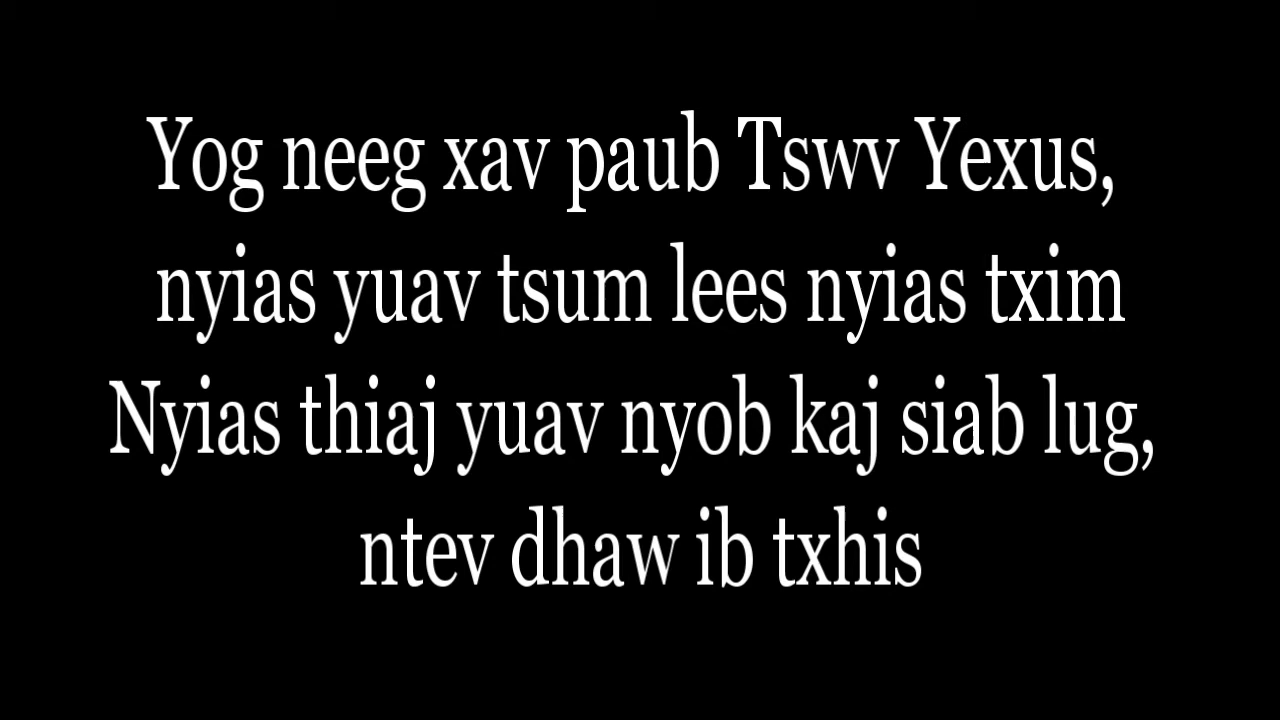 Yog neeg xav paub Tswv Yexus,
nyias yuav tsum lees nyias txim
Nyias thiaj yuav nyob kaj siab lug,
ntev dhaw ib txhis